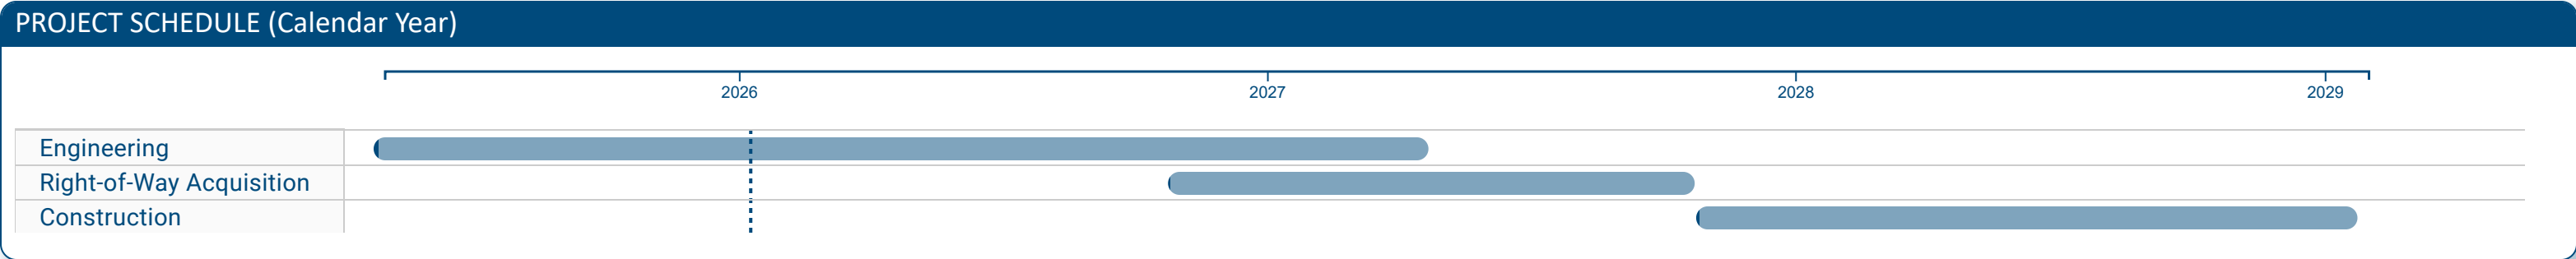 PROJECT SCHEDULE (Calendar Year)
2026 2027 2028 2029
Engineering
Right-of-Way Acquisition
Construction